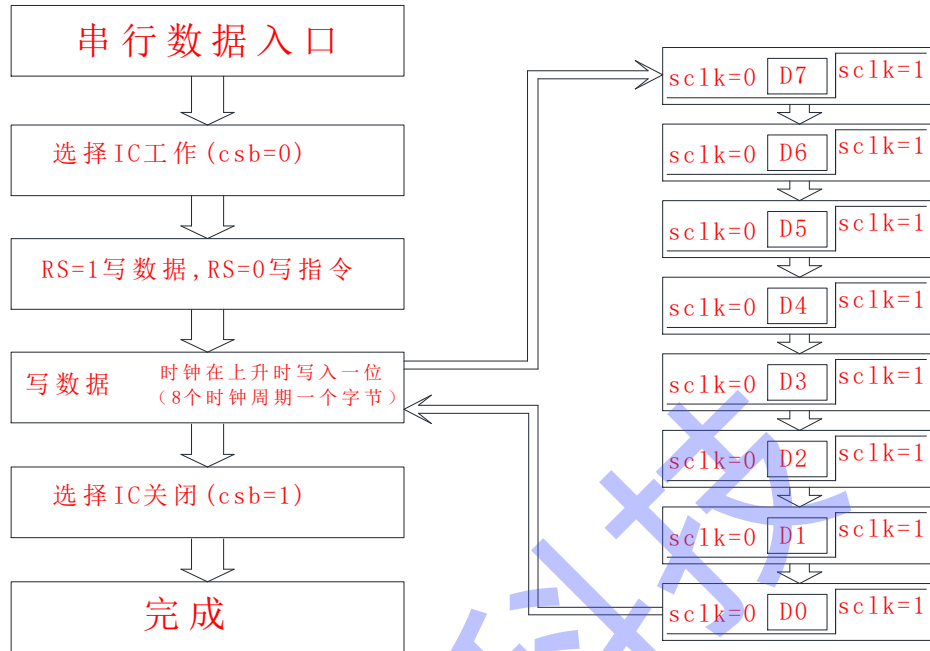 串行数据入口
选择IC工作(csb=0)
RS=1写数据,RS=0写指令
写数据 时钟在上升时写入一位
(8个时钟周期一个字节)
选择IC关闭(csb=1)
完成
sclk=0 D7 sclk=1
sclk=0 D6 sclk=1
sclk=0 D5 sclk=1
sclk=0 D4 sclk=1
sclk=0 D3 sclk=1
sclk=0 D2 sclk=1
sclk=0 D1 sclk=1
sclk=0 D0 sclk=1
科技